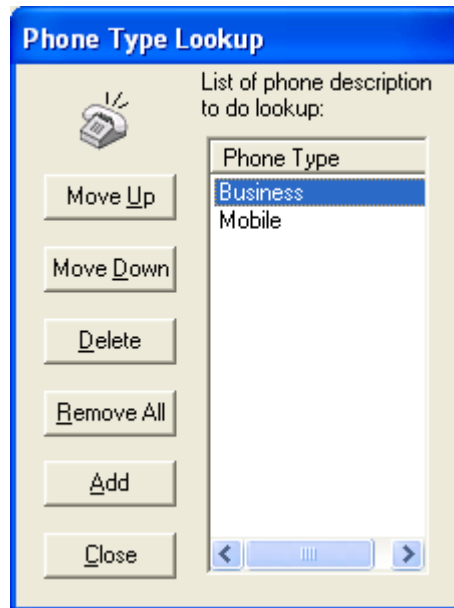 Phone Type Lookup
List of phone description
to do lookup:
Phone Type
Business
Mobile
Move Up
Move Down
Delete
Remove All
Add
Close